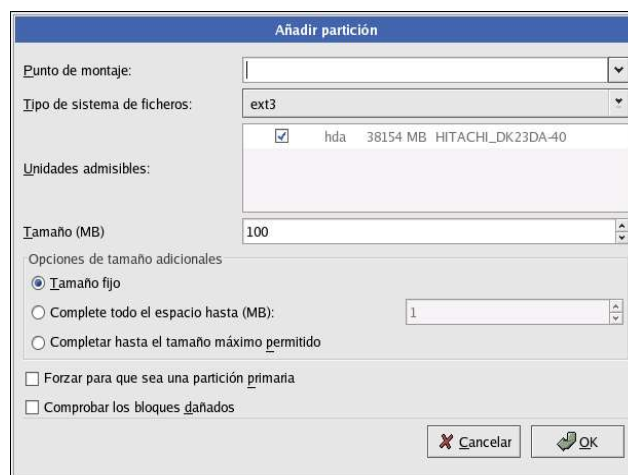 Añadir partición
Punto de montaje:
Tipo de sistema de ficheros: ext3
hda 38154 MB HITACHI_DK23DA-40
Unidades admisibles:
Tamaño (MB) 100
Opciones de tamaño adicionales
Tamaño fijo
Complete todo el espacio hasta (MB): 1
Completar hasta el tamaño máximo permitido
Forzar para que sea una partición primaria
Comprobar los bloques dañados
Cancelar OK